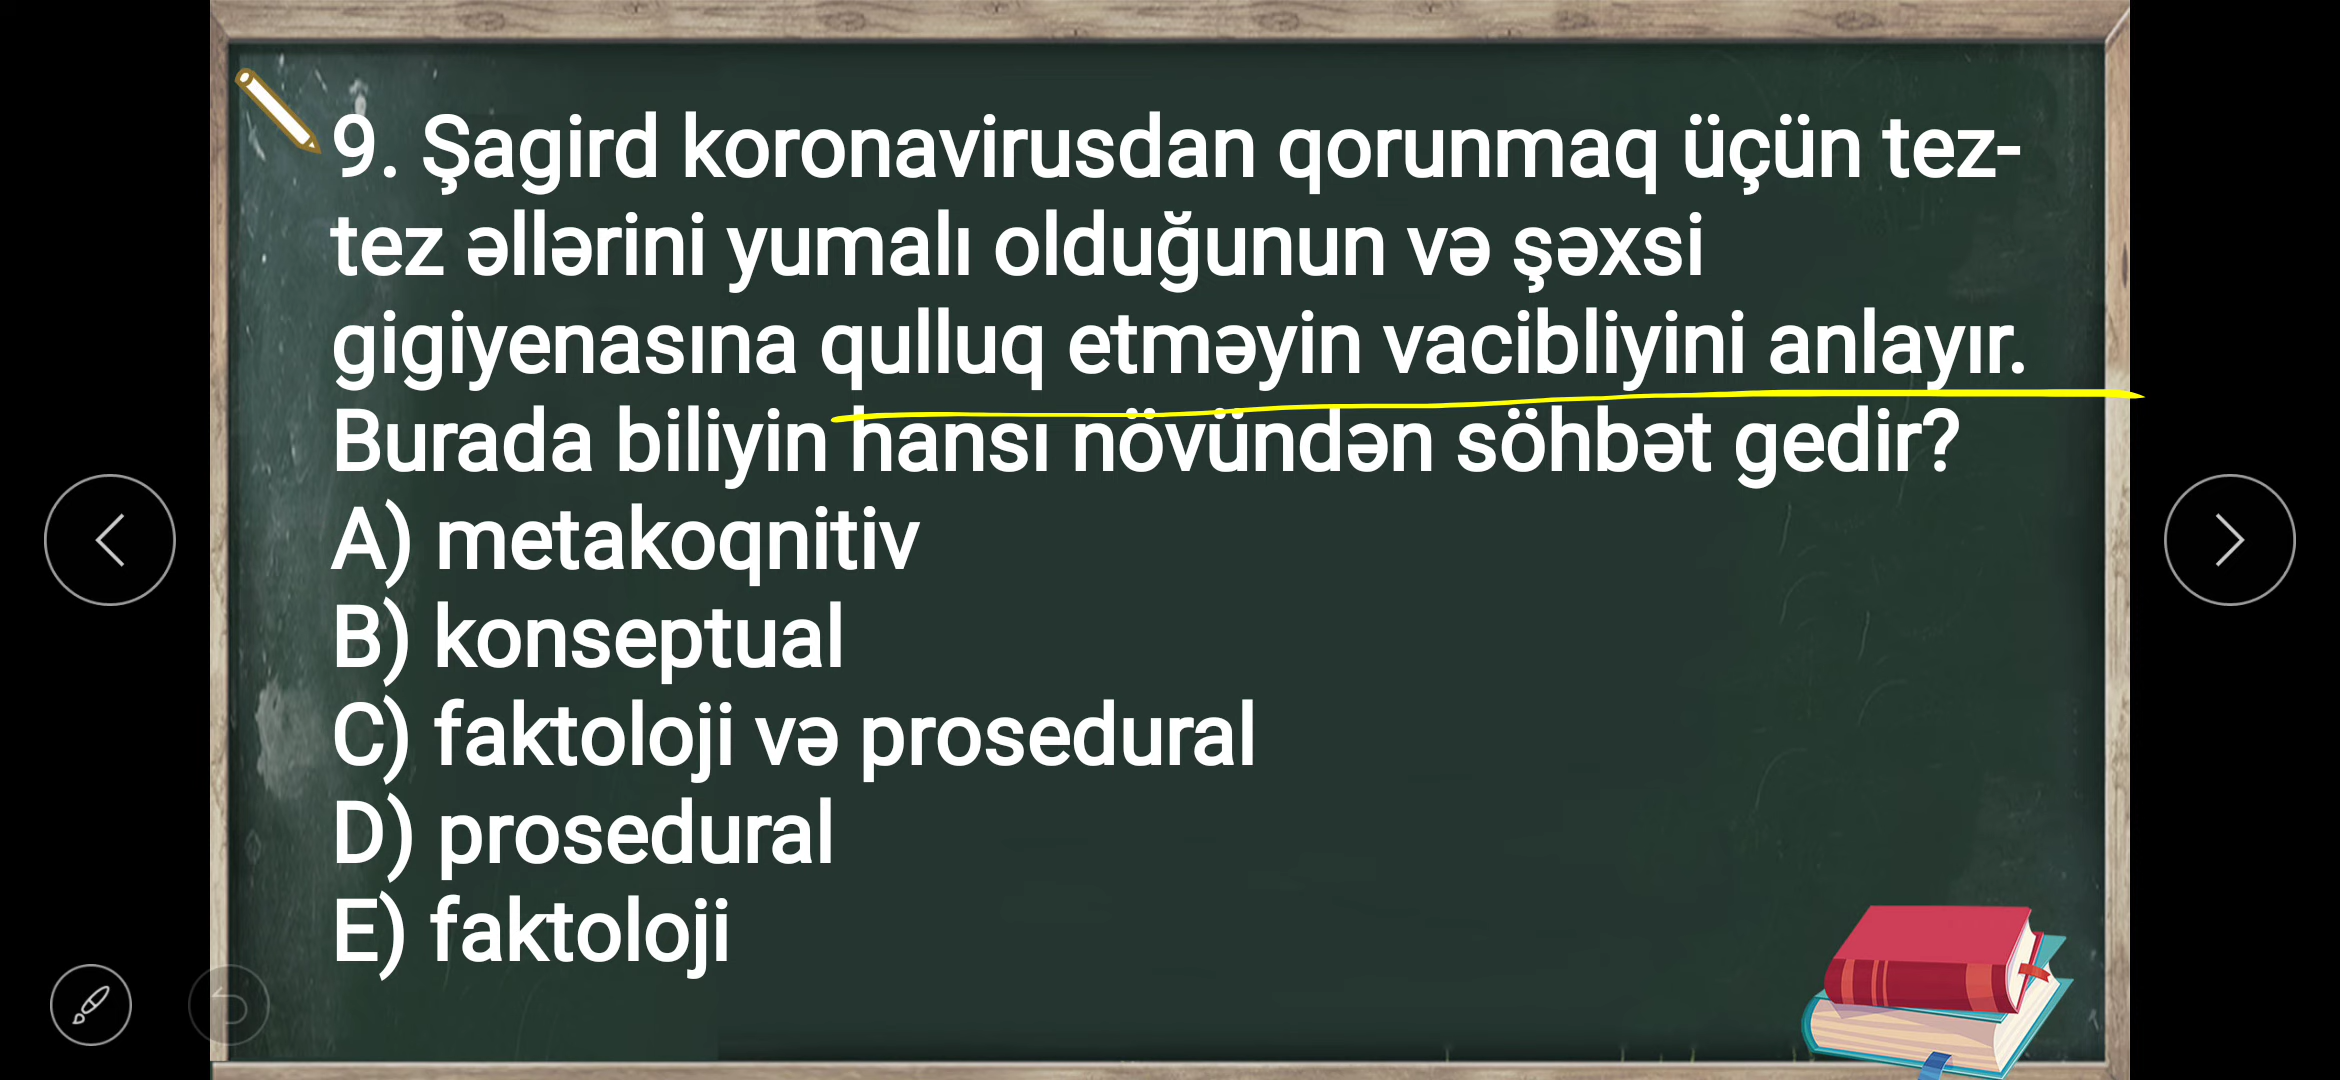 9. Şagird koronavirusdan qorunmaq üçün tez-
tez əllərini yumalı olduğunun və şəxsi
gigiyenasına qulluq etməyin vacibliyini anlayır.
Burada biliyin hansı növündən söhbət gedir?
A) metakoqnitiv
B) konseptual
C) faktoloji və prosedural
D) prosedural
E) faktoloji